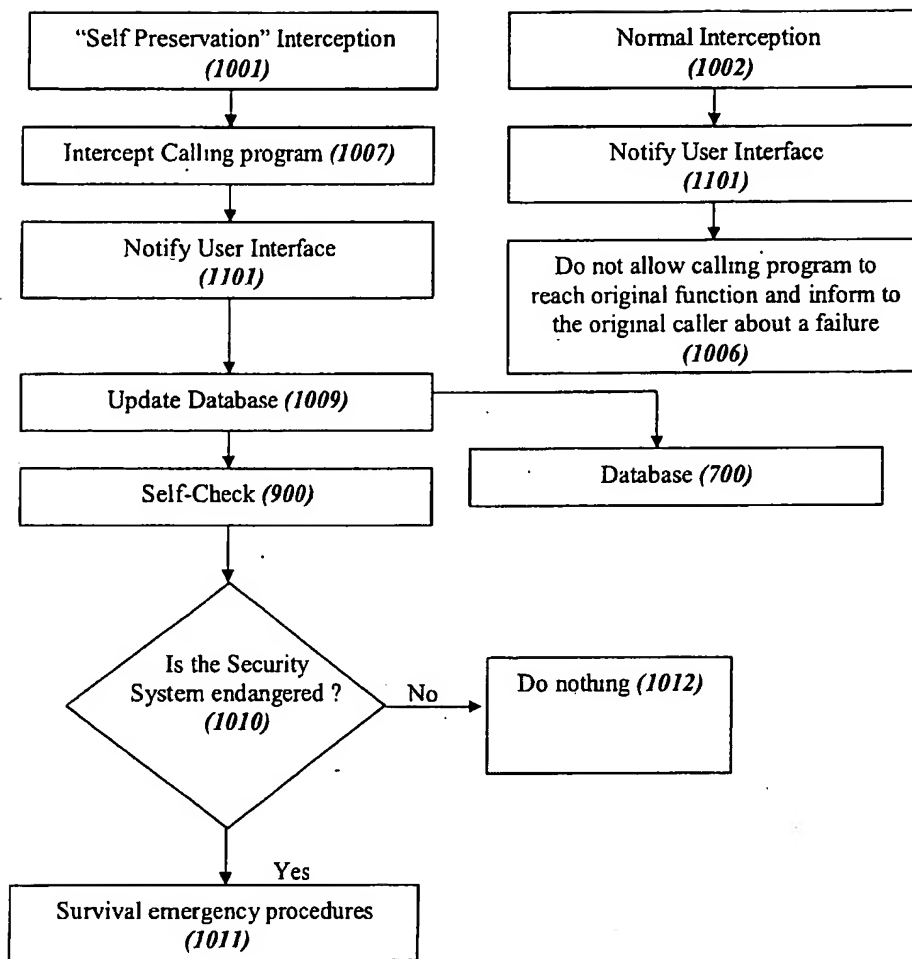 “Self Preservation” Interception
(1001)
Intercept Calling program (1007)
Notify User Interface
(1101)
Update Database (1009)
Self-Check (900)
Is the Security
System endangered ?
(1010)
No
Do nothing (1012)
Yes
Survival emergency procedures
(1011)
Normal Interception
(1002)
Notify User Interface
(1101)
Do not allow calling program to
reach original function and inform to
the original caller about a failure
(1006)
Database (700)